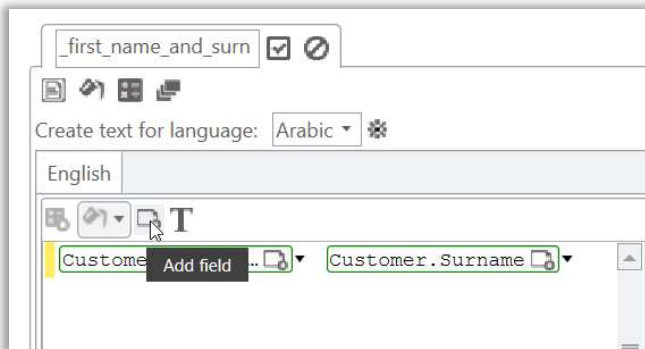 _first_name_and_surn
Create text for language: Arabic
English
T
Custome … Customer.Surname
Add field